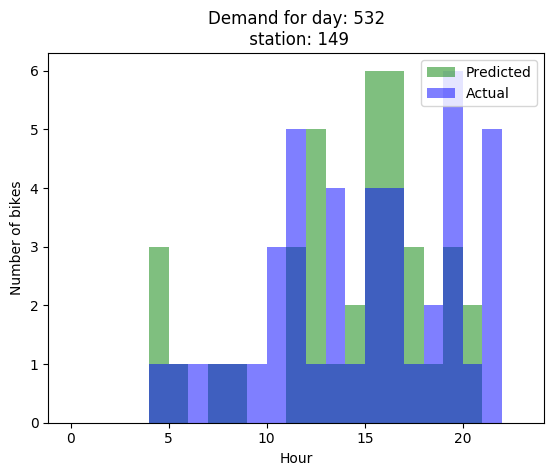 Demand for day: 532
station: 149
Predicted
Actual
Number of bikes
6
5
4
3
2
1
0
0 5 10 15 20
Hour